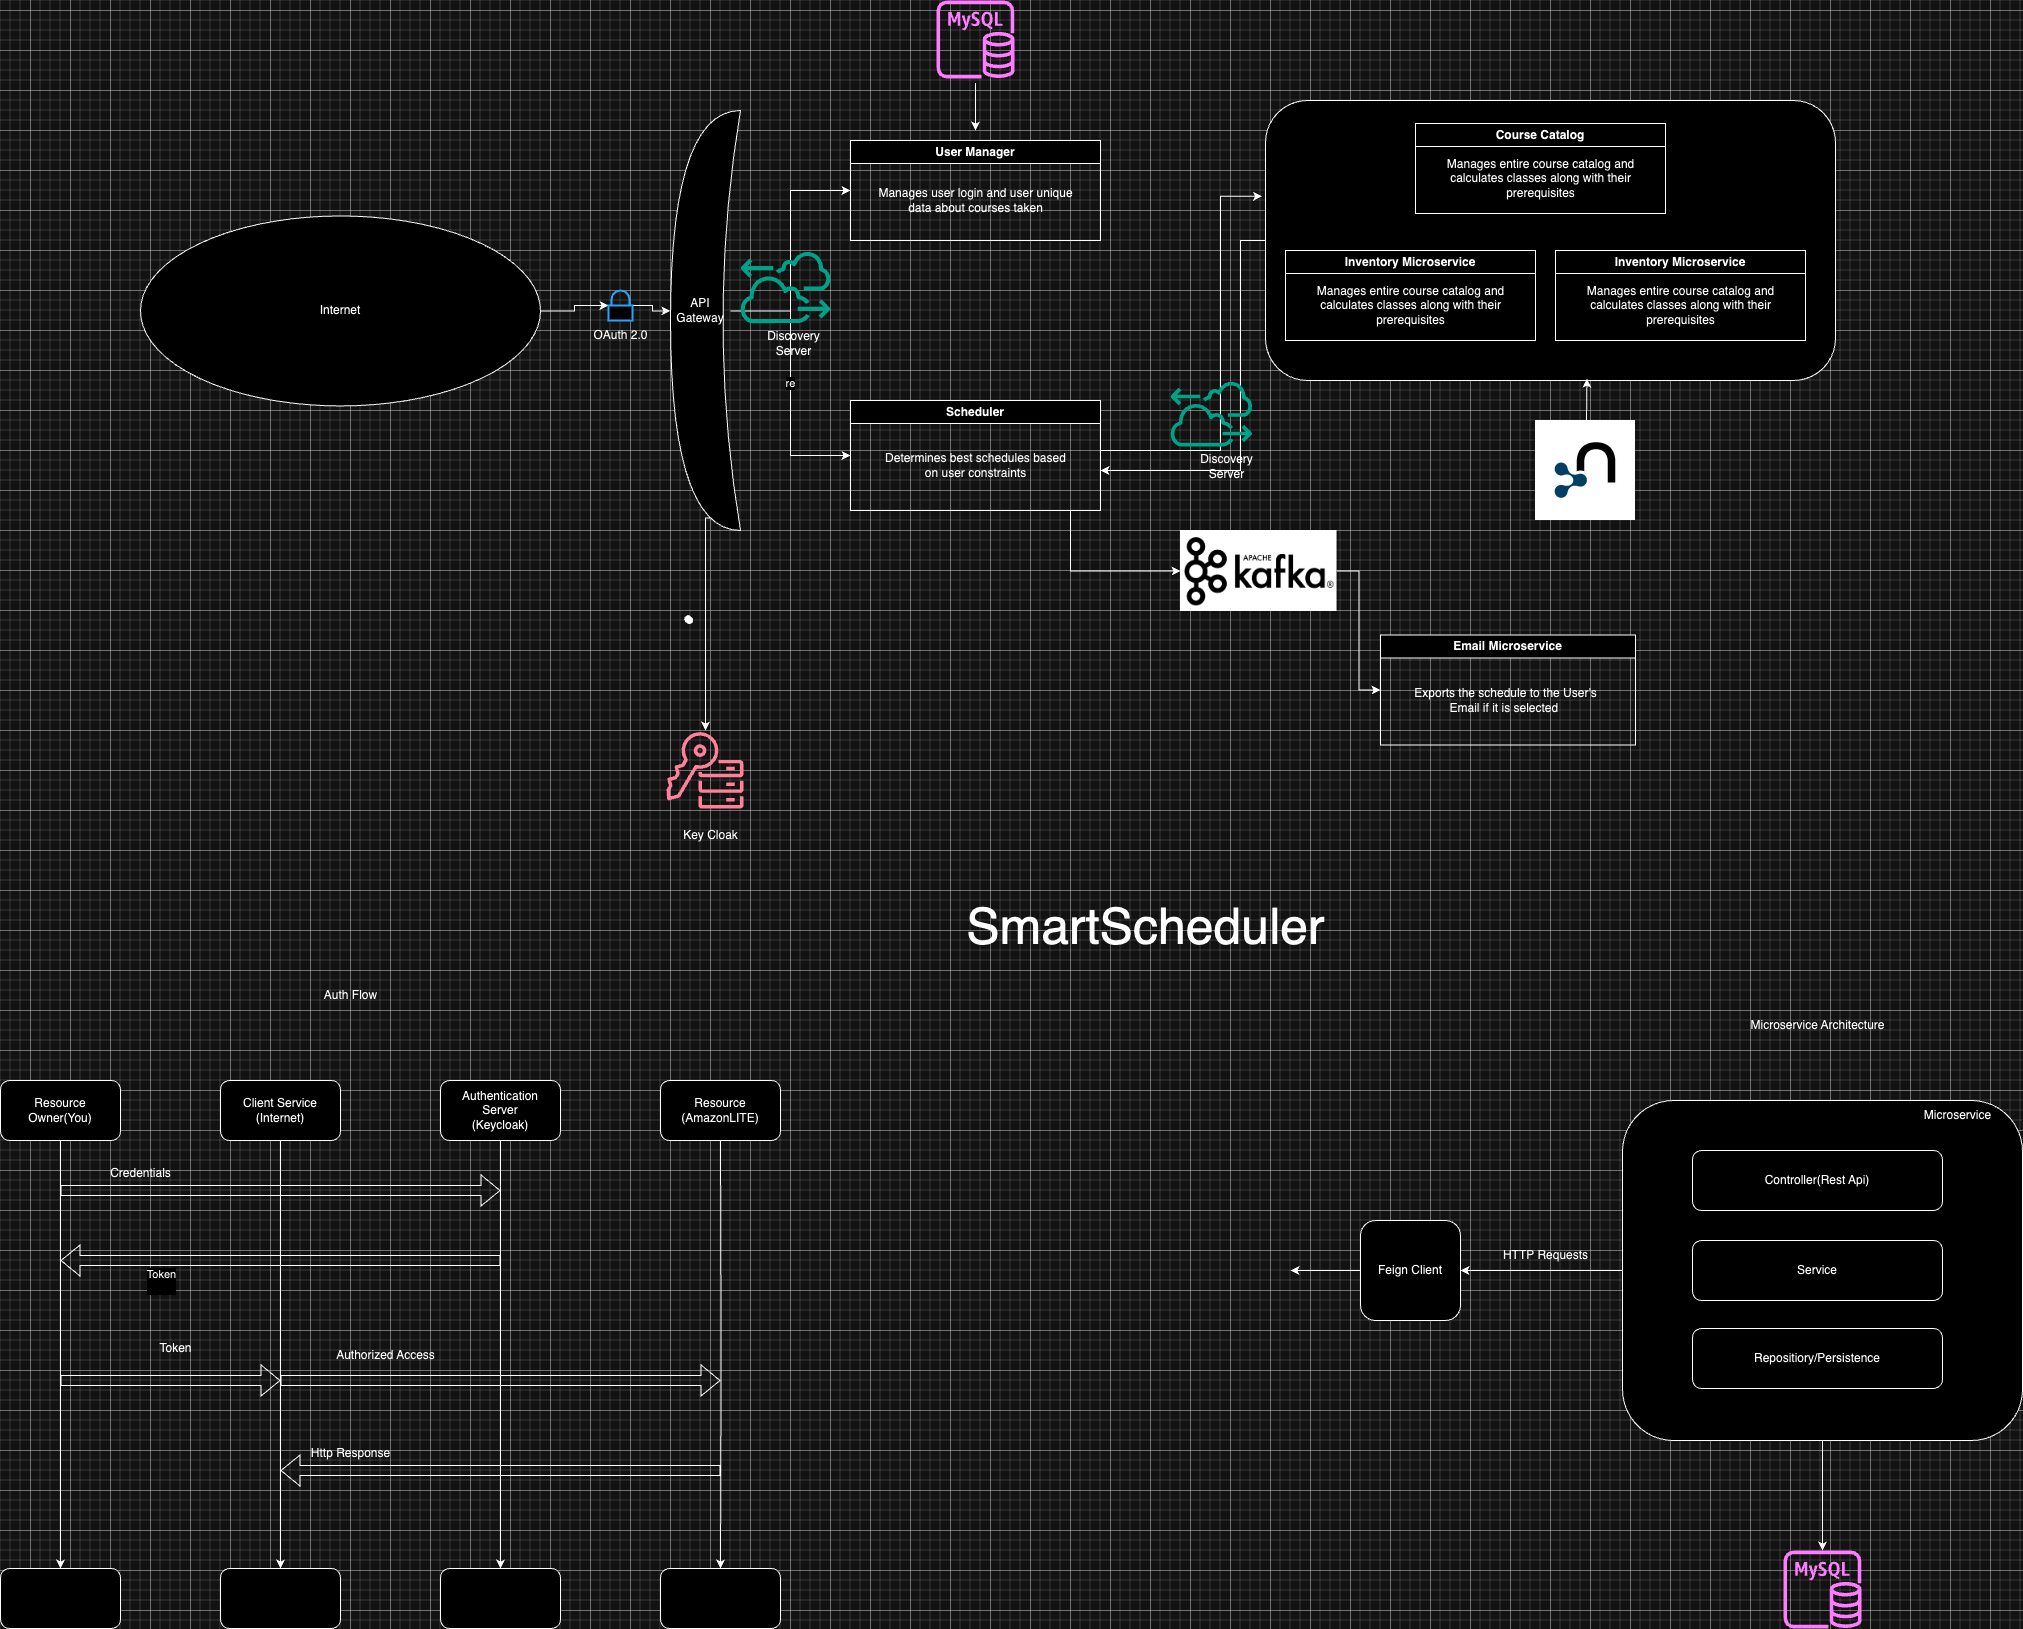 MySQL
User Manager
Manages user login and user unique
data about courses taken
Course Catalog
Manages entire course catalog and
calculates classes along with their
prerequisites
Inventory Microservice
Manages entire course catalog and
calculates classes along with their
prerequisites
Inventory Microservice
Manages entire course catalog and
calculates classes along with their
prerequisites
Internet
OAuth 2.0
API
Gateway
Discovery
Server
re
Scheduler
Determines best schedules based
on user constraints
Discovery
Server
APACHE
kafka®
Email Microservice
Exports the schedule to the User's
Email if it is selected
Key Cloak
SmartScheduler
Auth Flow
Resource
Owner(You)
Client Service
(Internet)
Authentication
Server
(Keycloak)
Resource
(AmazonLITE)
Credentials
Token
Token
Authorized Access
Http Response
Microservice Architecture
Microservice
Controller(Rest Api)
Service
Repositiory/Persistence
HTTP Requests
Feign Client
MySQL